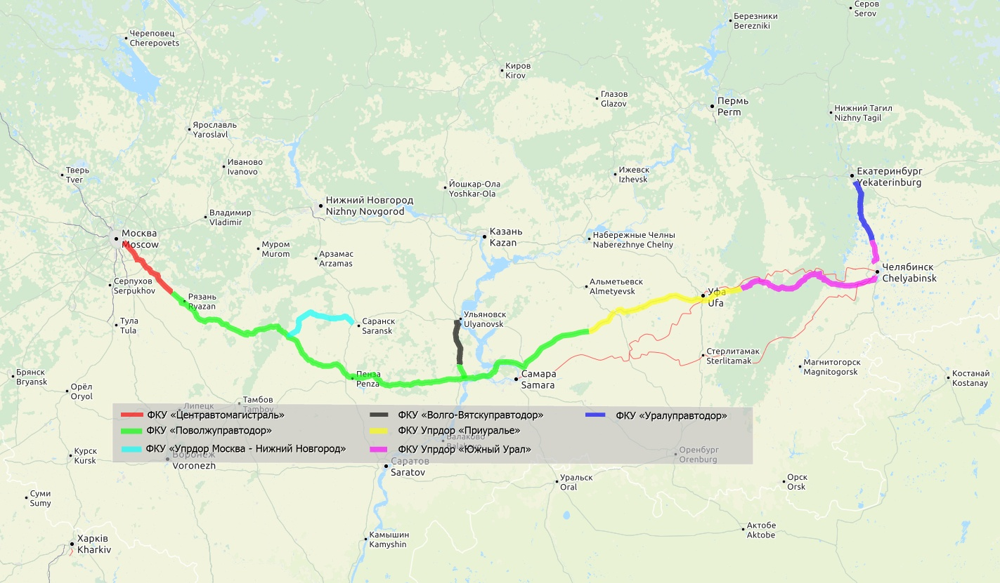 Серов
Serov
Березники
Berezniki
Череповец
Cherepovets
Киров
Kirov
Глазов
Glazov
Пермь
Perm
Нижний Тагил
Nizhny Tagil
Ярославль
Yaroslavl
Иваново
Ivanovo
Тверь
Tver
Ижевск
Izhevsk
Екатеринбург
Yekaterinburg
Йошкар-Ола
Yoshkar-Ola
Нижний Новгород
Nizhny Novgorod
Владимир
Vladimir
Москва
Moscow
Казань
Kazan
Набережные Челны
Naberezhnye Chelny
Муром
Murom
Арзамас
Arzamas
Челябинск
Chelyabinsk
Серпухов
Serpukhov
Альметьевск
Almetyevsk
Рязань
Ryazan
Уфа
Ufa
Ульяновск
Ulyanovsk
Тула
Tula
Саранск
Saransk
Стерлитамак
Sterlitamak
Магнитогорск
Magnitogorsk
Брянск
Bryansk
Пенза
Penza
Самара
Samara
Костанай
Kostanay
Орёл
Oryol
Тамбов
Tambov
Липецк
ФКУ «Центравтомагистраль»
ФКУ «Волго-Вятскуправтодор»
ФКУ «Уралуправтодор»
ФКУ «Поволжуправтодор»
ФКУ Упрдор «Приуралье»
Балаково
Balakovo
ФКУ «Упрдор Москва - Нижний Новгород»
ФКУ Упрдор «Южный Урал»
Курск
Kursk
Воронеж
Voronezh
Оренбург
Orenburg
Саратов
Saratov
Уральск
Oral
Орск
Orsk
Суми
Sumy
Актобе
Aktobe
Камышин
Kamyshin
Харкiв
Kharkiv